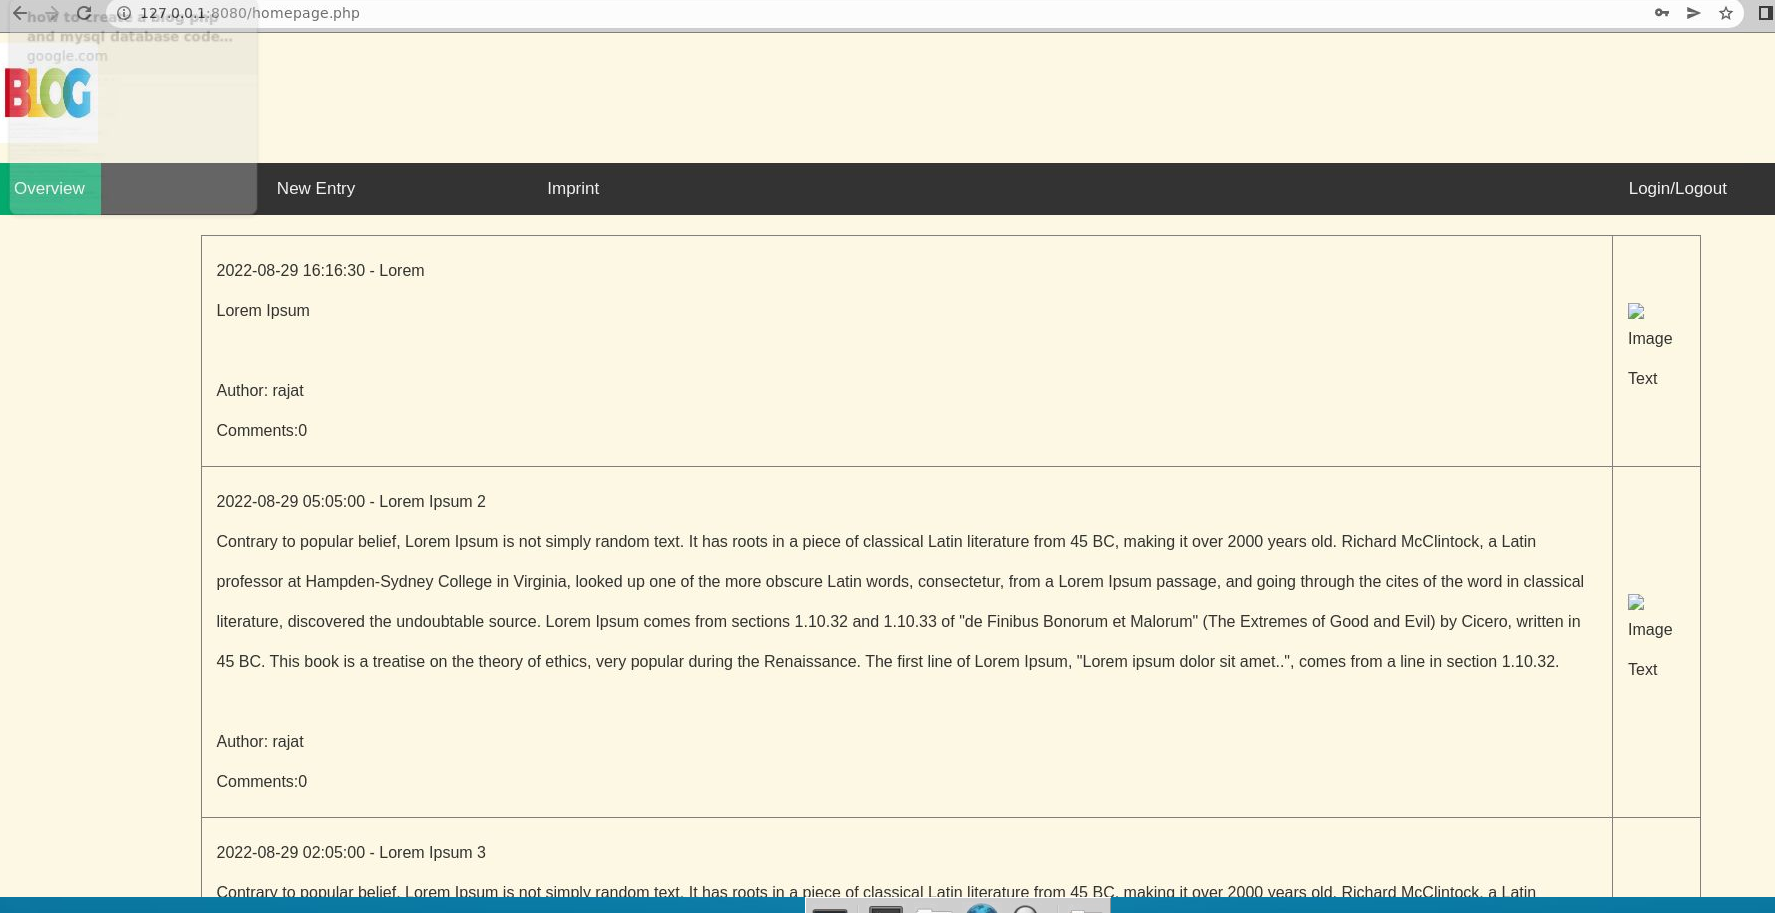 how to create a blog php
and mysql database code...
google.com
127.0.0.1:8080/homepage.php
BLOG
Overview
New Entry
Imprint
Login/Logout
2022-08-29 16:16:30 - Lorem
Lorem Ipsum
Author: rajat
Comments:0
Image
Text
2022-08-29 05:05:00 - Lorem Ipsum 2
Contrary to popular belief, Lorem Ipsum is not simply random text. It has roots in a piece of classical Latin literature from 45 BC, making it over 2000 years old. Richard McClintock, a Latin
professor at Hampden-Sydney College in Virginia, looked up one of the more obscure Latin words, consectetur, from a Lorem Ipsum passage, and going through the cites of the word in classical
literature, discovered the undoubtable source. Lorem Ipsum comes from sections 1.10.32 and 1.10.33 of "de Finibus Bonorum et Malorum" (The Extremes of Good and Evil) by Cicero, written in
45 BC. This book is a treatise on the theory of ethics, very popular during the Renaissance. The first line of Lorem Ipsum, "Lorem ipsum dolor sit amet..", comes from a line in section 1.10.32.
Author: rajat
Comments:0
Image
Text
2022-08-29 02:05:00 - Lorem Ipsum 3
Contrary to popular belief, Lorem Ipsum is not simply random text. It has roots in a piece of classical Latin literature from 45 BC, making it over 2000 years old. Richard McClintock, a Latin